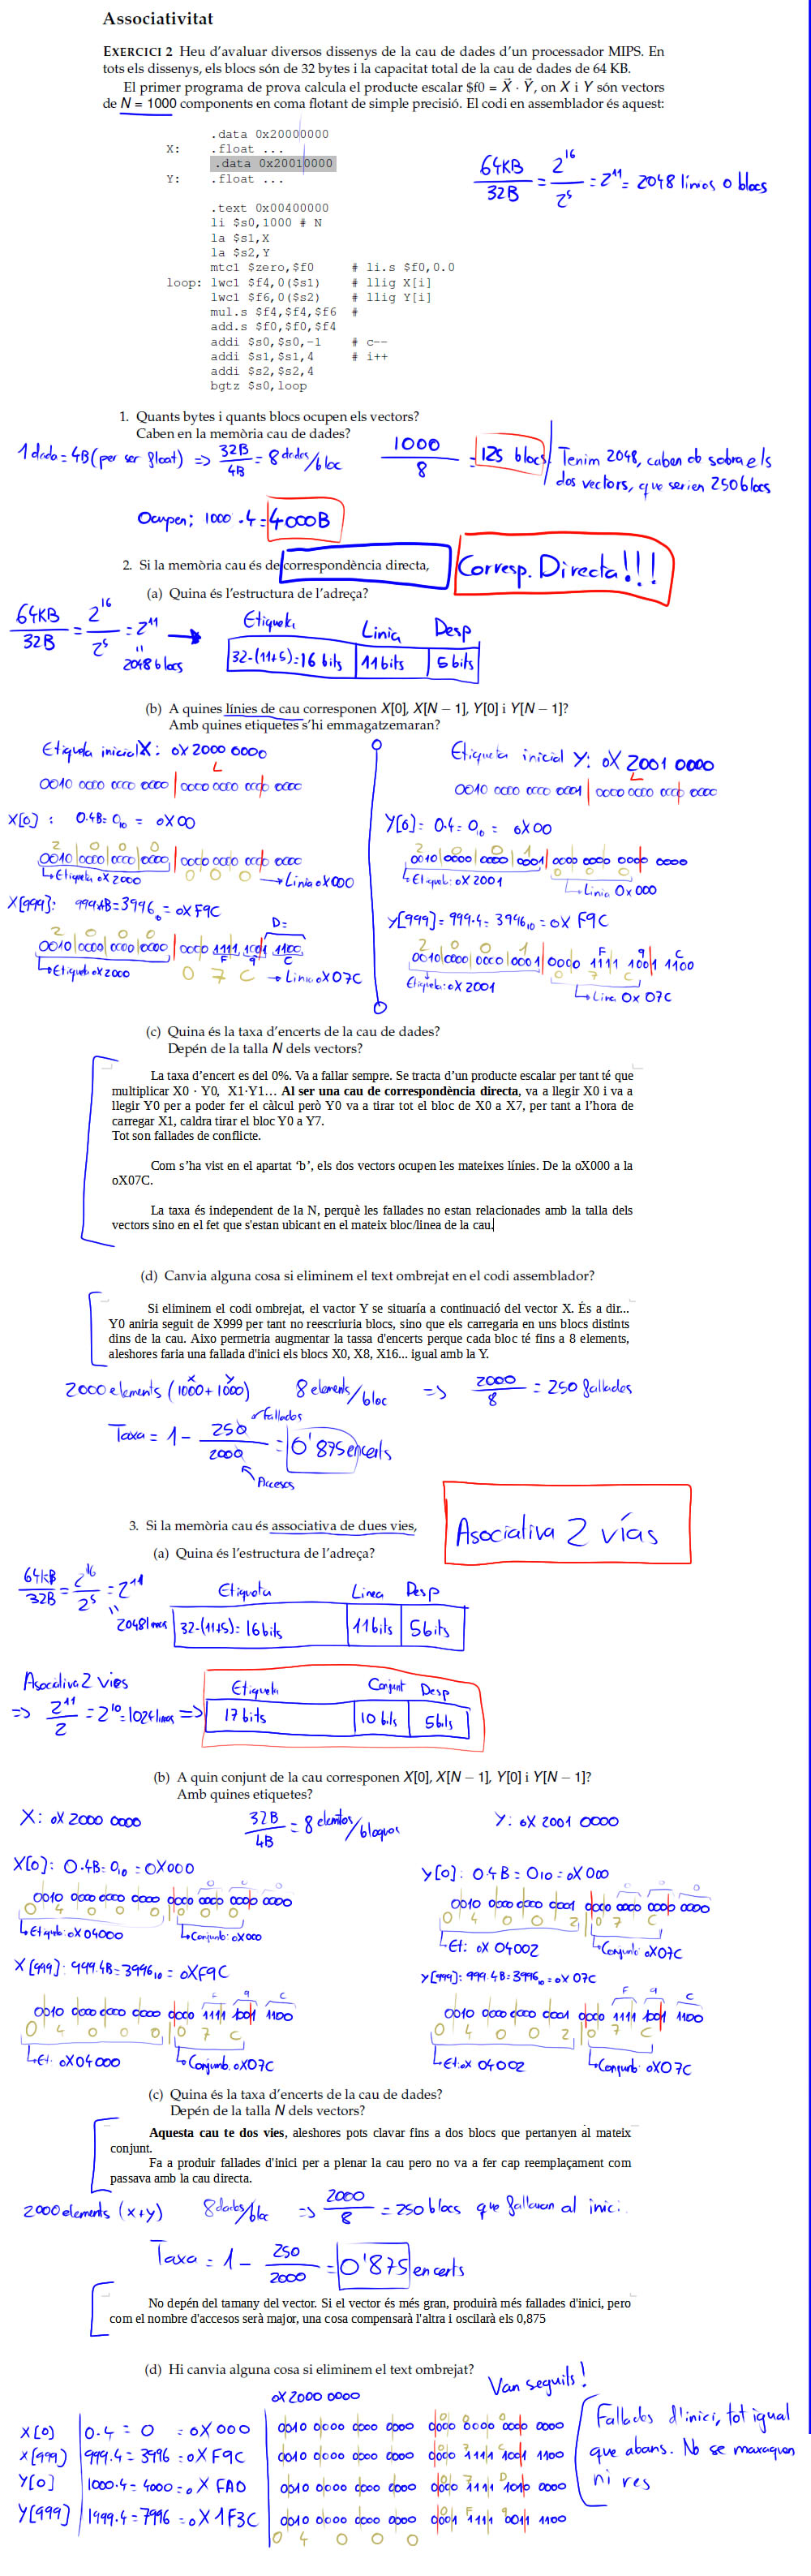 Associativitat
EXERCICI 2 Heu d'avaluar diversos dissenys de la cau de dades d'un processador MIPS. En
tots els dissenys, els blocs són de 32 bytes i la capacitat total de la cau de dades de 64 KB.
El primer programa de prova calcula el producte escalar $f0 = X⃗ · Y⃗, on X i Y són vectors
de N = 1000 components en coma flotant de simple precisió. El codi en assemblador és aquest:
.data 0x20000000
X: .float ...
.data 0x20010000
Y: .float ...
64KB / 32B = 2^16 / 2^5 = 2^11 = 2048 línies o blocs
.text 0x00400000
li $s0,1000 # N
la $s1,X
la $s2,Y
mtc1 $zero,$f0 # li.s $f0,0.0
loop: lwc1 $f4,0($s1) # llig X[i]
lwc1 $f6,0($s2) # llig Y[i]
mul.s $f4,$f4,$f6 #
add.s $f0,$f0,$f4
addi $s0,$s0,-1 # c--
addi $s1,$s1,4 # i++
addi $s2,$s2,4
bgtz $s0,loop
1. Quants bytes i quants blocs ocupen els vectors?
Caben en la memòria cau de dades?
1 dada = 4B (per ser float) => 32B / 4B = 8 dades/bloc
1000 / 8 = 125 blocs
Tenim 2048, caben de sobra els
dos vectors, que serien 250 blocs
Ocupen; 1000 . 4 = 4000B
2. Si la memòria cau és de correspondència directa,
Corresp. Directa!!!
(a) Quina és l'estructura de l'adreça?
64KB / 32B = 2^16 / 2^5 = 2^11
2048 blocs
Etiqueta Linia Desp
32-(11+5)=16 bits 11 bits 5 bits
(b) A quines línies de cau corresponen X[0], X[N − 1], Y[0] i Y[N − 1]?
Amb quines etiquetes s'hi emmagatzemaran?
Etiqueta inicial X: 0X 2000 0000
0010 0000 0000 0000 0000 0000 0000 0000
X[0] : 0.4B = 0₁₀ = 0X00
2 0 0 0
0010 0000 0000 0000 0000 0000 0000 0000
Etiqueta 0X2000 0 0 0 Linia 0X000
X[999]: 999.4B = 3996₁₀ = 0XF9C
D=
2 0 0 0
0010 0000 0000 0000 0000 1111 1001 1100
F 9 C
Etiqueta 0X2000 0 7 C Linia 0X07C
Etiqueta inicial Y: 0X 2001 0000
0010 0000 0000 0001 0000 0000 0000 0000
Y[0] = 0.4 = 0₁₀ = 0X00
2 0 0 1
0010 0000 0000 0001 0000 0000 0000 0000
0 0 0
Etiqueta: 0X 2001 Linia 0X 000
Y[999] = 999.4 = 3996₁₀ = 0X F9C
2 0 0 1 F 9 C
0010 0000 0000 0001 0000 1111 1001 1100
0 7 C
Etiqueta: 0X 2001 Linia 0X 07C
(c) Quina és la taxa d'encerts de la cau de dades?
Depén de la talla N dels vectors?
La taxa d'encert es del 0%. Va a fallar sempre. Se tracta d'un producte escalar per tant té que
multiplicar X0 · Y0, X1·Y1… Al ser una cau de correspondència directa, va a llegir X0 i va a
llegir Y0 per a poder fer el càlcul però Y0 va a tirar tot el bloc de X0 a X7, per tant a l'hora de
carregar X1, caldra tirar el bloc Y0 a Y7.
Tot son fallades de conflicte.
Com s'ha vist en el apartat 'b', els dos vectors ocupen les mateixes línies. De la oX000 a la
oX07C.
La taxa és independent de la N, perquè les fallades no estan relacionades amb la talla dels
vectors sino en el fet que s'estan ubicant en el mateix bloc/linea de la cau.
(d) Canvia alguna cosa si eliminem el text ombrejat en el codi assemblador?
Si eliminem el codi ombrejat, el vactor Y se situaría a continuació del vector X. És a dir...
Y0 aniria seguit de X999 per tant no reescriuria blocs, sino que els carregaria en uns blocs distints
dins de la cau. Aixo permetria augmentar la tassa d'encerts perque cada bloc té fins a 8 elements,
aleshores faria una fallada d'inici els blocs X0, X8, X16... igual amb la Y.
X Y
2000 elements (1000 + 1000) 8 elements/bloc => 2000 / 8 = 250 fallades
Taxa = 1 - 250 / 2000 = 0'875 encerts
Fallades
Accesos
3. Si la memòria cau és associativa de dues vies,
Asociativa 2 vías
(a) Quina és l'estructura de l'adreça?
64kB / 32B = 2^16 / 2^5 = 2^11
2048 linies
Etiqueta Linea Desp
32-(11+5)=16 bits 11 bits 5 bits
Asociativa 2 vies
=> 2^11 / 2 = 2^10 = 1024 linies =>
Etiqueta Conjunt Desp
17 bits 10 bits 5 bits
(b) A quin conjunt de la cau corresponen X[0], X[N − 1], Y[0] i Y[N − 1]?
Amb quines etiquetes?
X: 0X 2000 0000
32B / 4B = 8 elements/bloque
Y: 0X 2001 0000
X[0]: 0.4B = 0₁₀ = 0X000
0 0 0
0010 0000 0000 0000 0000 0000 0000 0000
0 4 0 0 0 0 0 0
Etiqueta: 0X04000 Conjunt: 0X000
X[999]: 999.4B = 3996₁₀ = 0XF9C
F 9 C
0010 0000 0000 0000 0000 1111 1001 1100
0 4 0 0 0 0 7 C
Et: 0X04000 Conjunt: 0X07C
Y[0]: 0.4B = 0₁₀ = 0X000
0 0 0
0010 0000 0000 0001 0000 0000 0000 0000
0 4 0 0 2 0 7 C
Et: 0X 04002 Conjunt: 0X07C
Y[999]: 999.4B = 3996₁₀ = 0X 07C
F 9 C
0010 0000 0000 0001 0000 1111 1001 1100
0 4 0 0 2 0 7 C
Et: 0X 04002 Conjunt: 0X07C
(c) Quina és la taxa d'encerts de la cau de dades?
Depén de la talla N dels vectors?
Aquesta cau te dos vies, aleshores pots clavar fins a dos blocs que pertanyen al mateix
conjunt.
Fa a produir fallades d'inici per a plenar la cau pero no va a fer cap reemplaçament com
passava amb la cau directa.
2000 elements (x+y) 8 dades/bloc => 2000 / 8 = 250 blocs que fallaran al inici.
Taxa = 1 - 250 / 2000 = 0'875 encerts
No depén del tamany del vector. Si el vector és més gran, produirà més fallades d'inici, pero
com el nombre d'accesos serà major, una cosa compensarà l'altra i oscilarà els 0,875
(d) Hi canvia alguna cosa si eliminem el text ombrejat?
Van seguits!
0X 2000 0000
X[0] 0.4 = 0 = 0X000 0010 0000 0000 0000 0000 0000 0000 0000
X[999] 999.4 = 3996 = 0XF9C 0010 0000 0000 0000 0000 1111 1001 1100
Y[0] 1000.4 = 4000 = 0X FA0 0010 0000 0000 0000 0000 1111 1010 0000
Y[999] 1999.4 = 7996 = 0X 1F3C 0010 0000 0000 0000 0001 1111 0011 1100
0 4 0 0 0
Fallades d'inici, tot igual
que abans. No se maxaquen
ni res